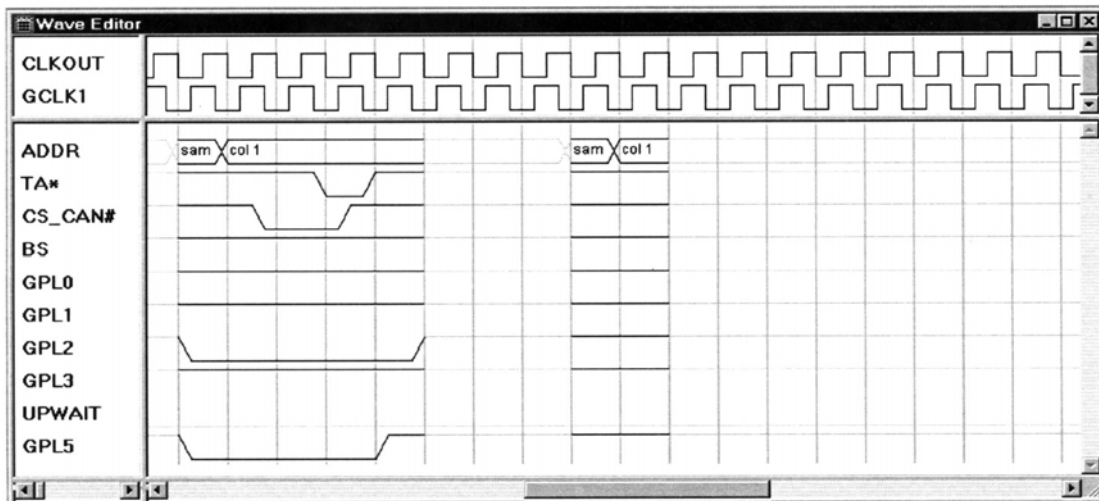 Wave Editor
CLKOUT
GCLK1
ADDR
sam col 1 sam col 1
TA*
CS_CAN#
BS
GPL0
GPL1
GPL2
GPL3
UPWAIT
GPL5